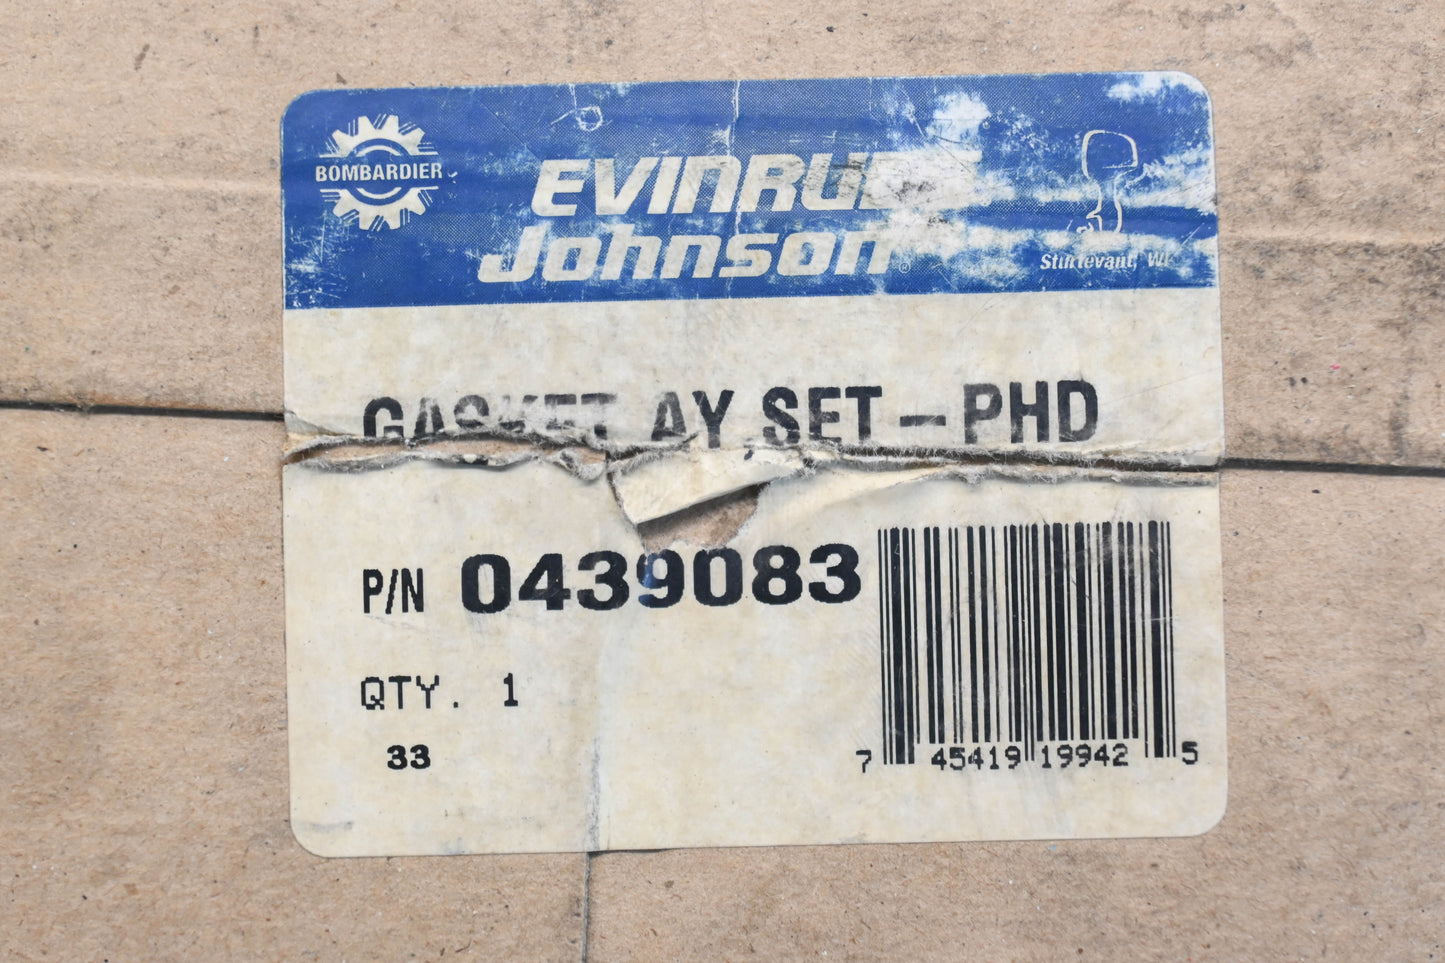 BOMBARDIER
EVINRUDE
Johnson®
Sturtevant, WI
GASKET AY SET - PHD
P/N 0439083
QTY. 1
33
7 45419 19942 5